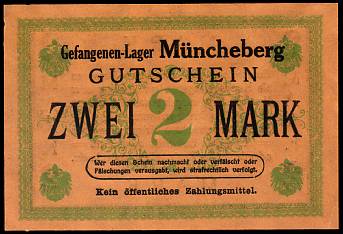 Gefangenen-Lager Müncheberg
GUTSCHEIN
ZWEI 2 MARK
Wer diesen Schein nachmacht oder verfälscht oder
Fälschungen verausgabt, wird strafrechtlich verfolgt.
Kein öffentliches Zahlungsmittel.